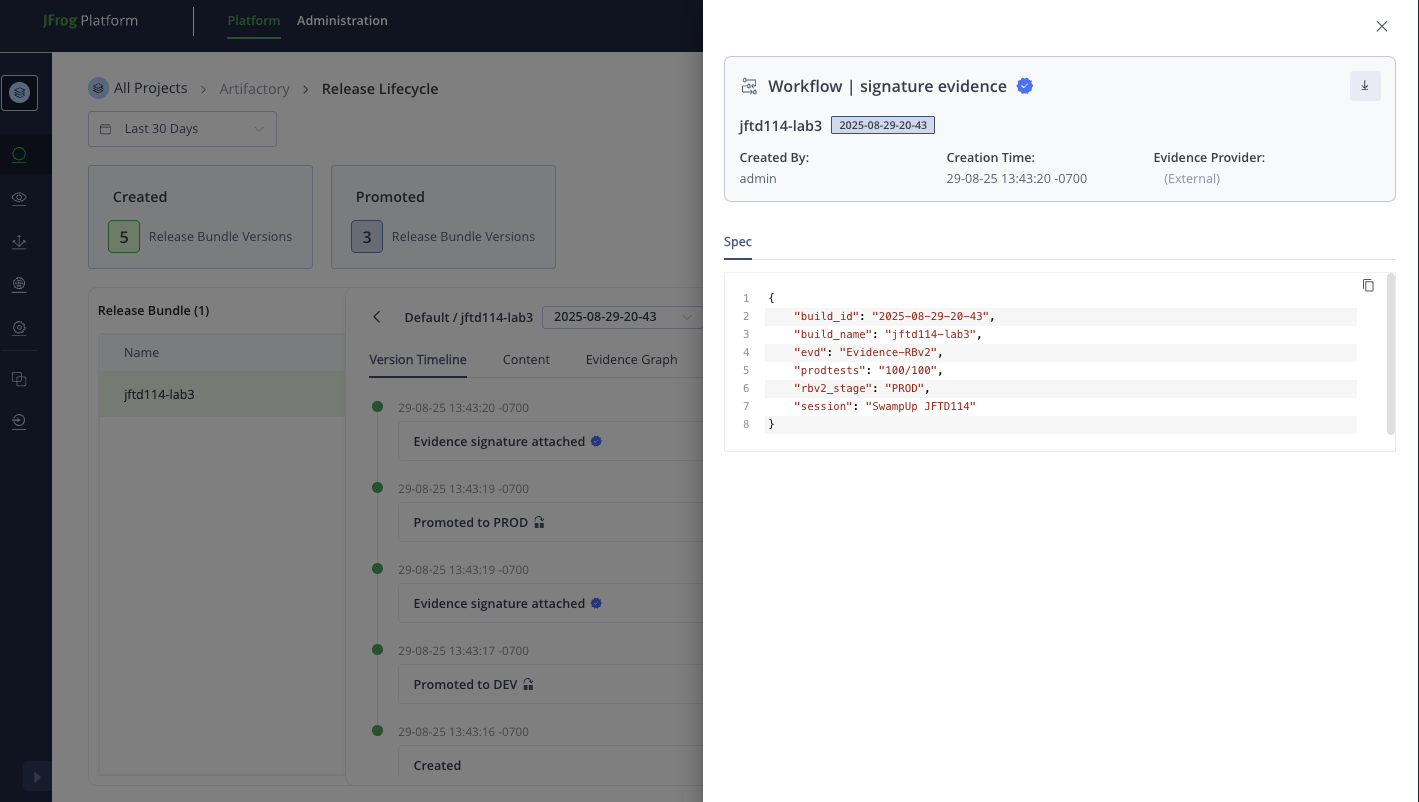 JFrog Platform
Platform Administration
All Projects > Artifactory > Release Lifecycle
Last 30 Days
Created
5 Release Bundle Versions
Promoted
3 Release Bundle Versions
Release Bundle (1)
Name
jftd114-lab3
Default / jftd114-lab3 2025-08-29-20-43
Version Timeline Content Evidence Graph
29-08-25 13:43:20 -0700
Evidence signature attached
29-08-25 13:43:19 -0700
Promoted to PROD
29-08-25 13:43:19 -0700
Evidence signature attached
29-08-25 13:43:17 -0700
Promoted to DEV
29-08-25 13:43:16 -0700
Created
Workflow | signature evidence
jftd114-lab3 2025-08-29-20-43
Created By: Creation Time: Evidence Provider:
admin 29-08-25 13:43:20 -0700 (External)
Spec
1 {
2 "build_id": "2025-08-29-20-43",
3 "build_name": "jftd114-lab3",
4 "evd": "Evidence-RBv2",
5 "prodtests": "100/100",
6 "rbv2_stage": "PROD",
7 "session": "SwampUp JFTD114"
8 }